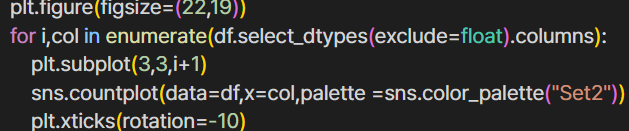 plt.figure(figsize=(22,19))
for i,col in enumerate(df.select_dtypes(exclude=float).columns):
    plt.subplot(3,3,i+1)
    sns.countplot(data=df,x=col,palette =sns.color_palette("Set2"))
    plt.xticks(rotation=-10)